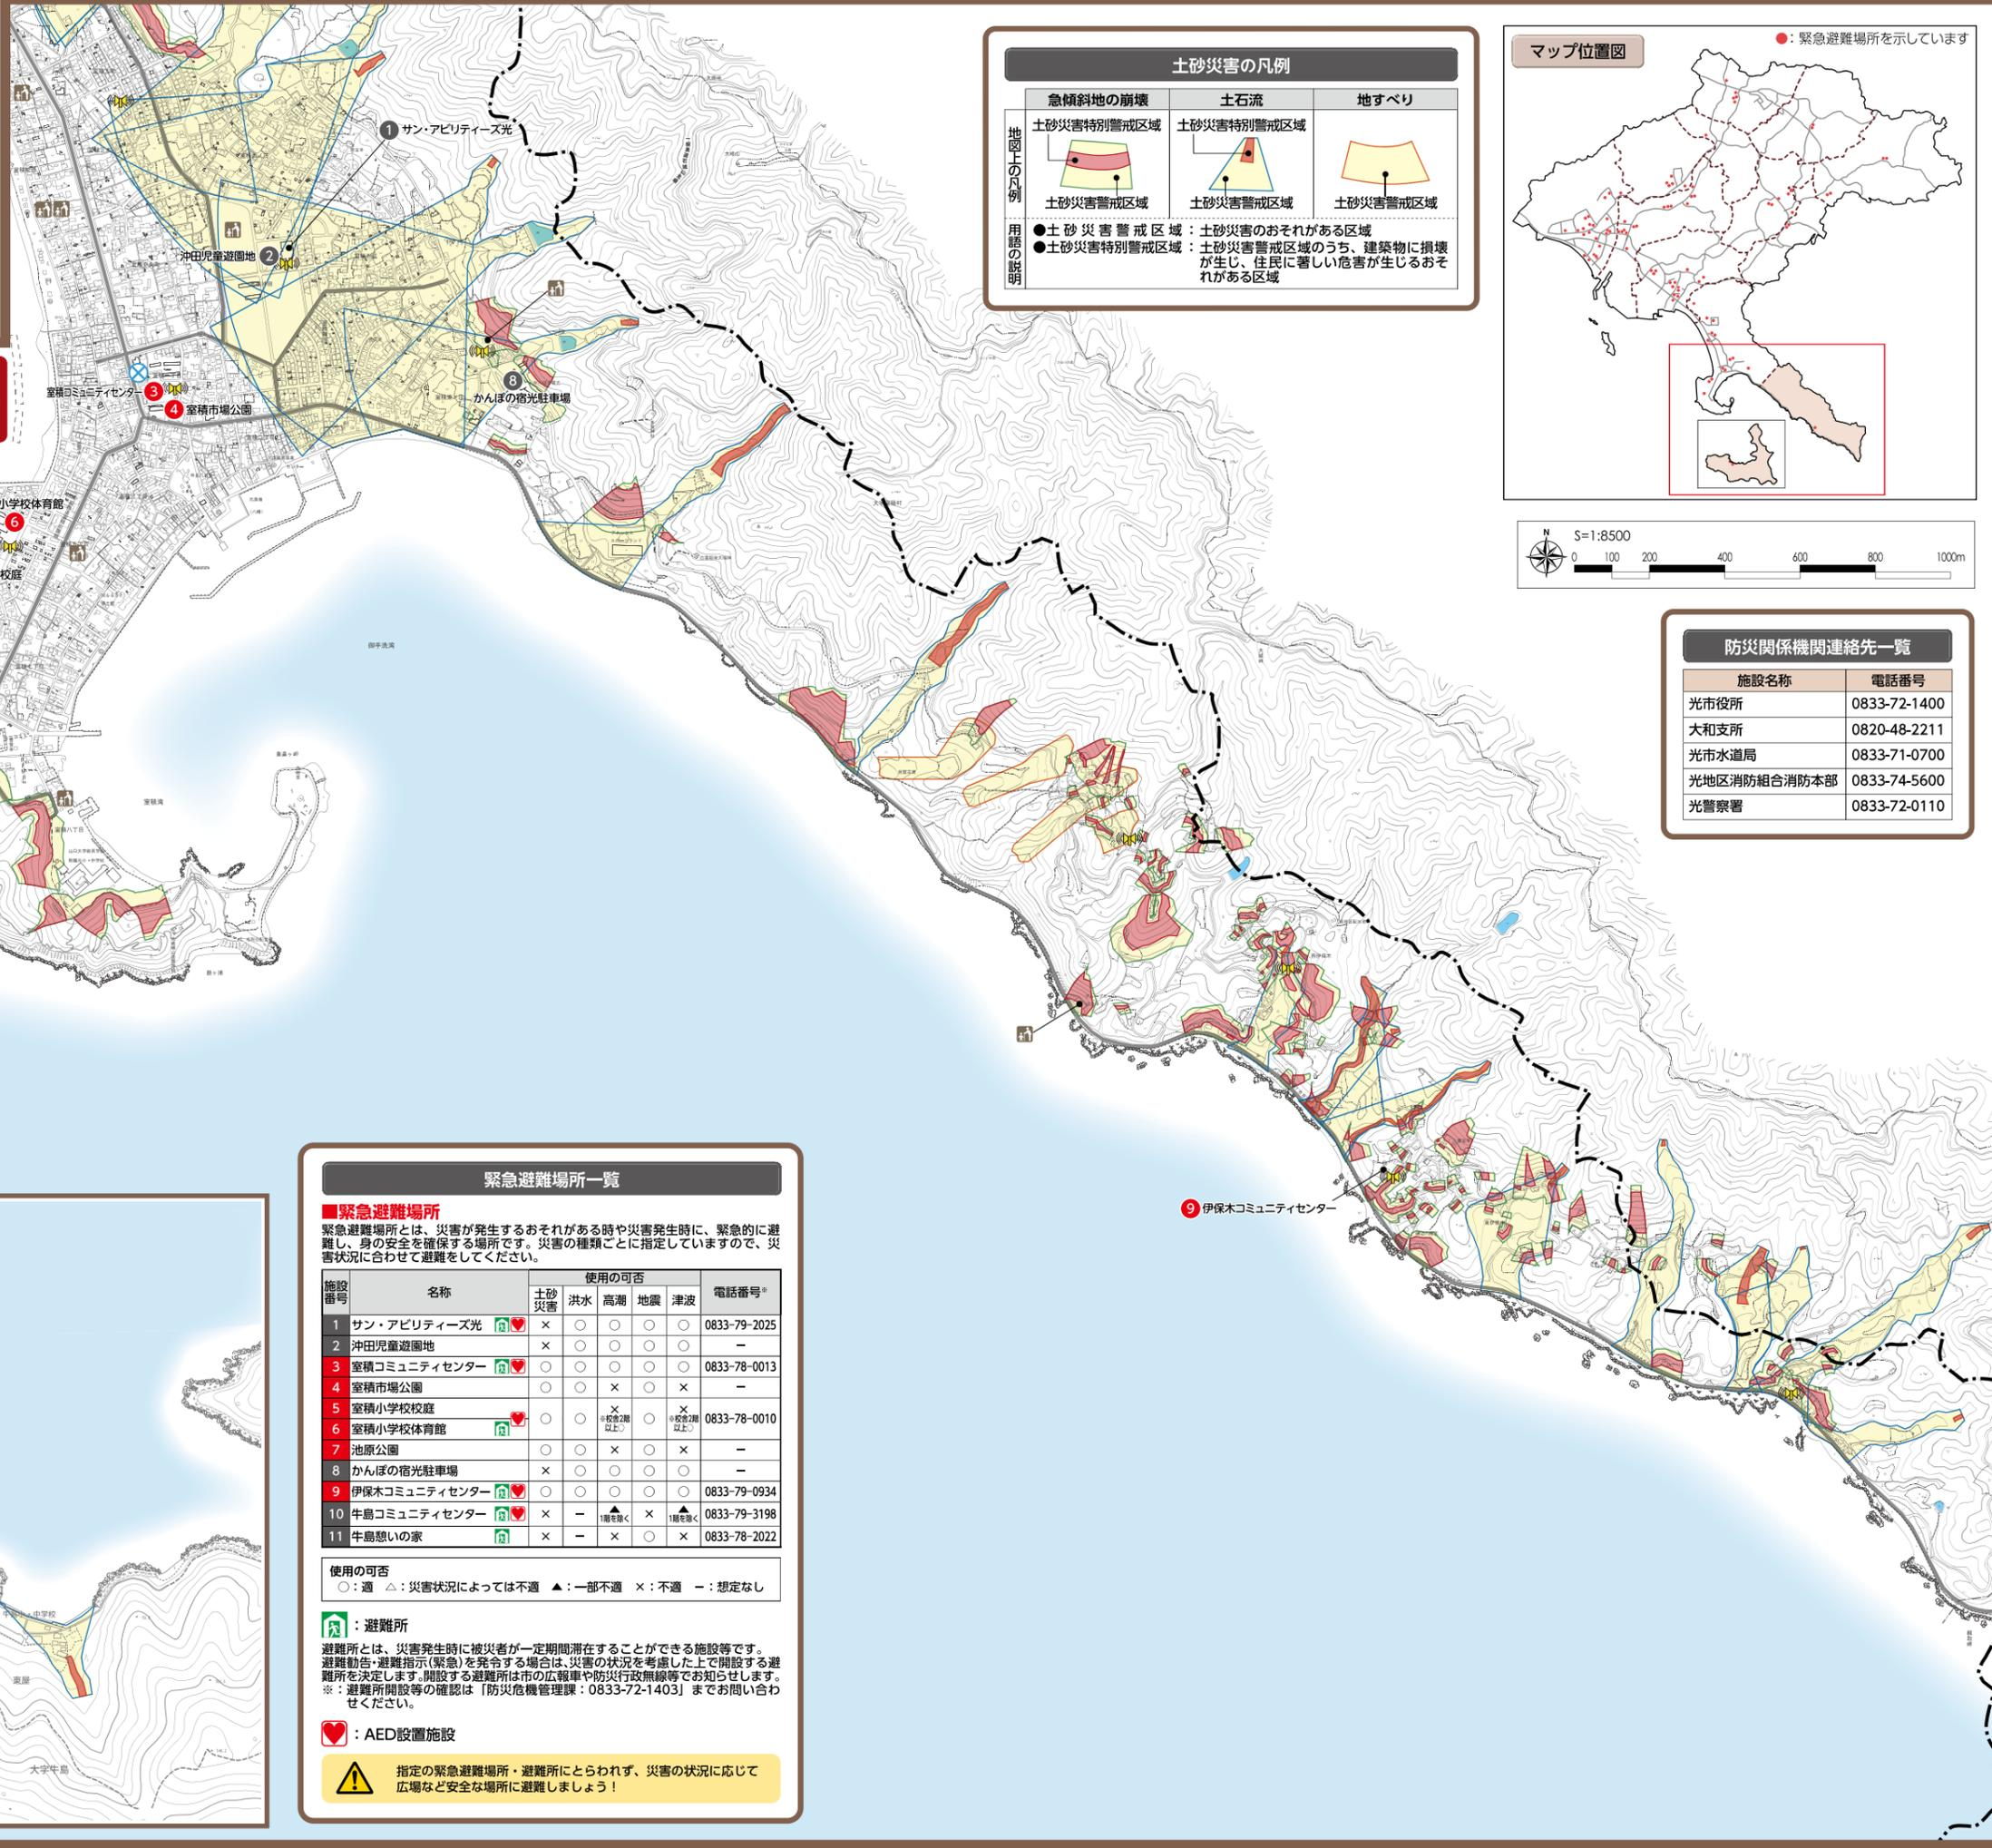 土砂災害の凡例
急傾斜地の崩壊
土石流
地すべり
地図上の凡例
土砂災害特別警戒区域
土砂災害警戒区域
土砂災害特別警戒区域
土砂災害警戒区域
土砂災害警戒区域
用語の説明
●土砂災害警戒区域：土砂災害のおそれがある区域
●土砂災害特別警戒区域：土砂災害警戒区域のうち、建築物に損壊
が生じ、住民に著しい危害が生じるおそ
れがある区域
マップ位置図
●：緊急避難場所を示しています
N
S=1:8500
0 100 200 400 600 800 1000m
防災関係機関連絡先一覧
施設名称 電話番号
光市役所 0833-72-1400
大和支所 0820-48-2211
光市水道局 0833-71-0700
光地区消防組合消防本部 0833-74-5600
光警察署 0833-72-0110
1 サン・アビリティーズ光
沖田児童遊園地 2
室積コミュニティセンター 3
4 室積市場公園
8
かんぽの宿光駐車場
小学校体育館
6
校庭
御手洗湾
室積湾
9 伊保木コミュニティセンター
大字牛島
緊急避難場所一覧
■緊急避難場所
緊急避難場所とは、災害が発生するおそれがある時や災害発生時に、緊急的に避
難し、身の安全を確保する場所です。災害の種類ごとに指定していますので、災
害状況に合わせて避難をしてください。
施設番号 名称 使用の可否 電話番号※
土砂災害 洪水 高潮 地震 津波
1 サン・アビリティーズ光 × ○ ○ ○ ○ 0833-79-2025
2 沖田児童遊園地 × ○ ○ ○ ○ −
3 室積コミュニティセンター ○ ○ ○ ○ ○ 0833-78-0013
4 室積市場公園 ○ ○ × ○ × −
5 室積小学校校庭
6 室積小学校体育館
○ ○ × ※校舎2階以上○ ○ × ※校舎2階以上○ 0833-78-0010
7 池原公園 ○ ○ × ○ × −
8 かんぽの宿光駐車場 × ○ ○ ○ ○ −
9 伊保木コミュニティセンター ○ ○ ○ ○ ○ 0833-79-0934
10 牛島コミュニティセンター × − ▲ 1階を除く × ▲ 1階を除く 0833-79-3198
11 牛島憩いの家 × − × ○ × 0833-78-2022
使用の可否
○：適 △：災害状況によっては不適 ▲：一部不適 ×：不適 −：想定なし
：避難所
避難所とは、災害発生時に被災者が一定期間滞在することができる施設等です。
避難勧告・避難指示(緊急)を発令する場合は、災害の状況を考慮した上で開設する避
難所を決定します。開設する避難所は市の広報車や防災行政無線等でお知らせします。
※：避難所開設等の確認は「防災危機管理課：0833-72-1403」までお問い合わ
せください。
：AED設置施設
指定の緊急避難場所・避難所にとらわれず、災害の状況に応じて
広場など安全な場所に避難しましょう！